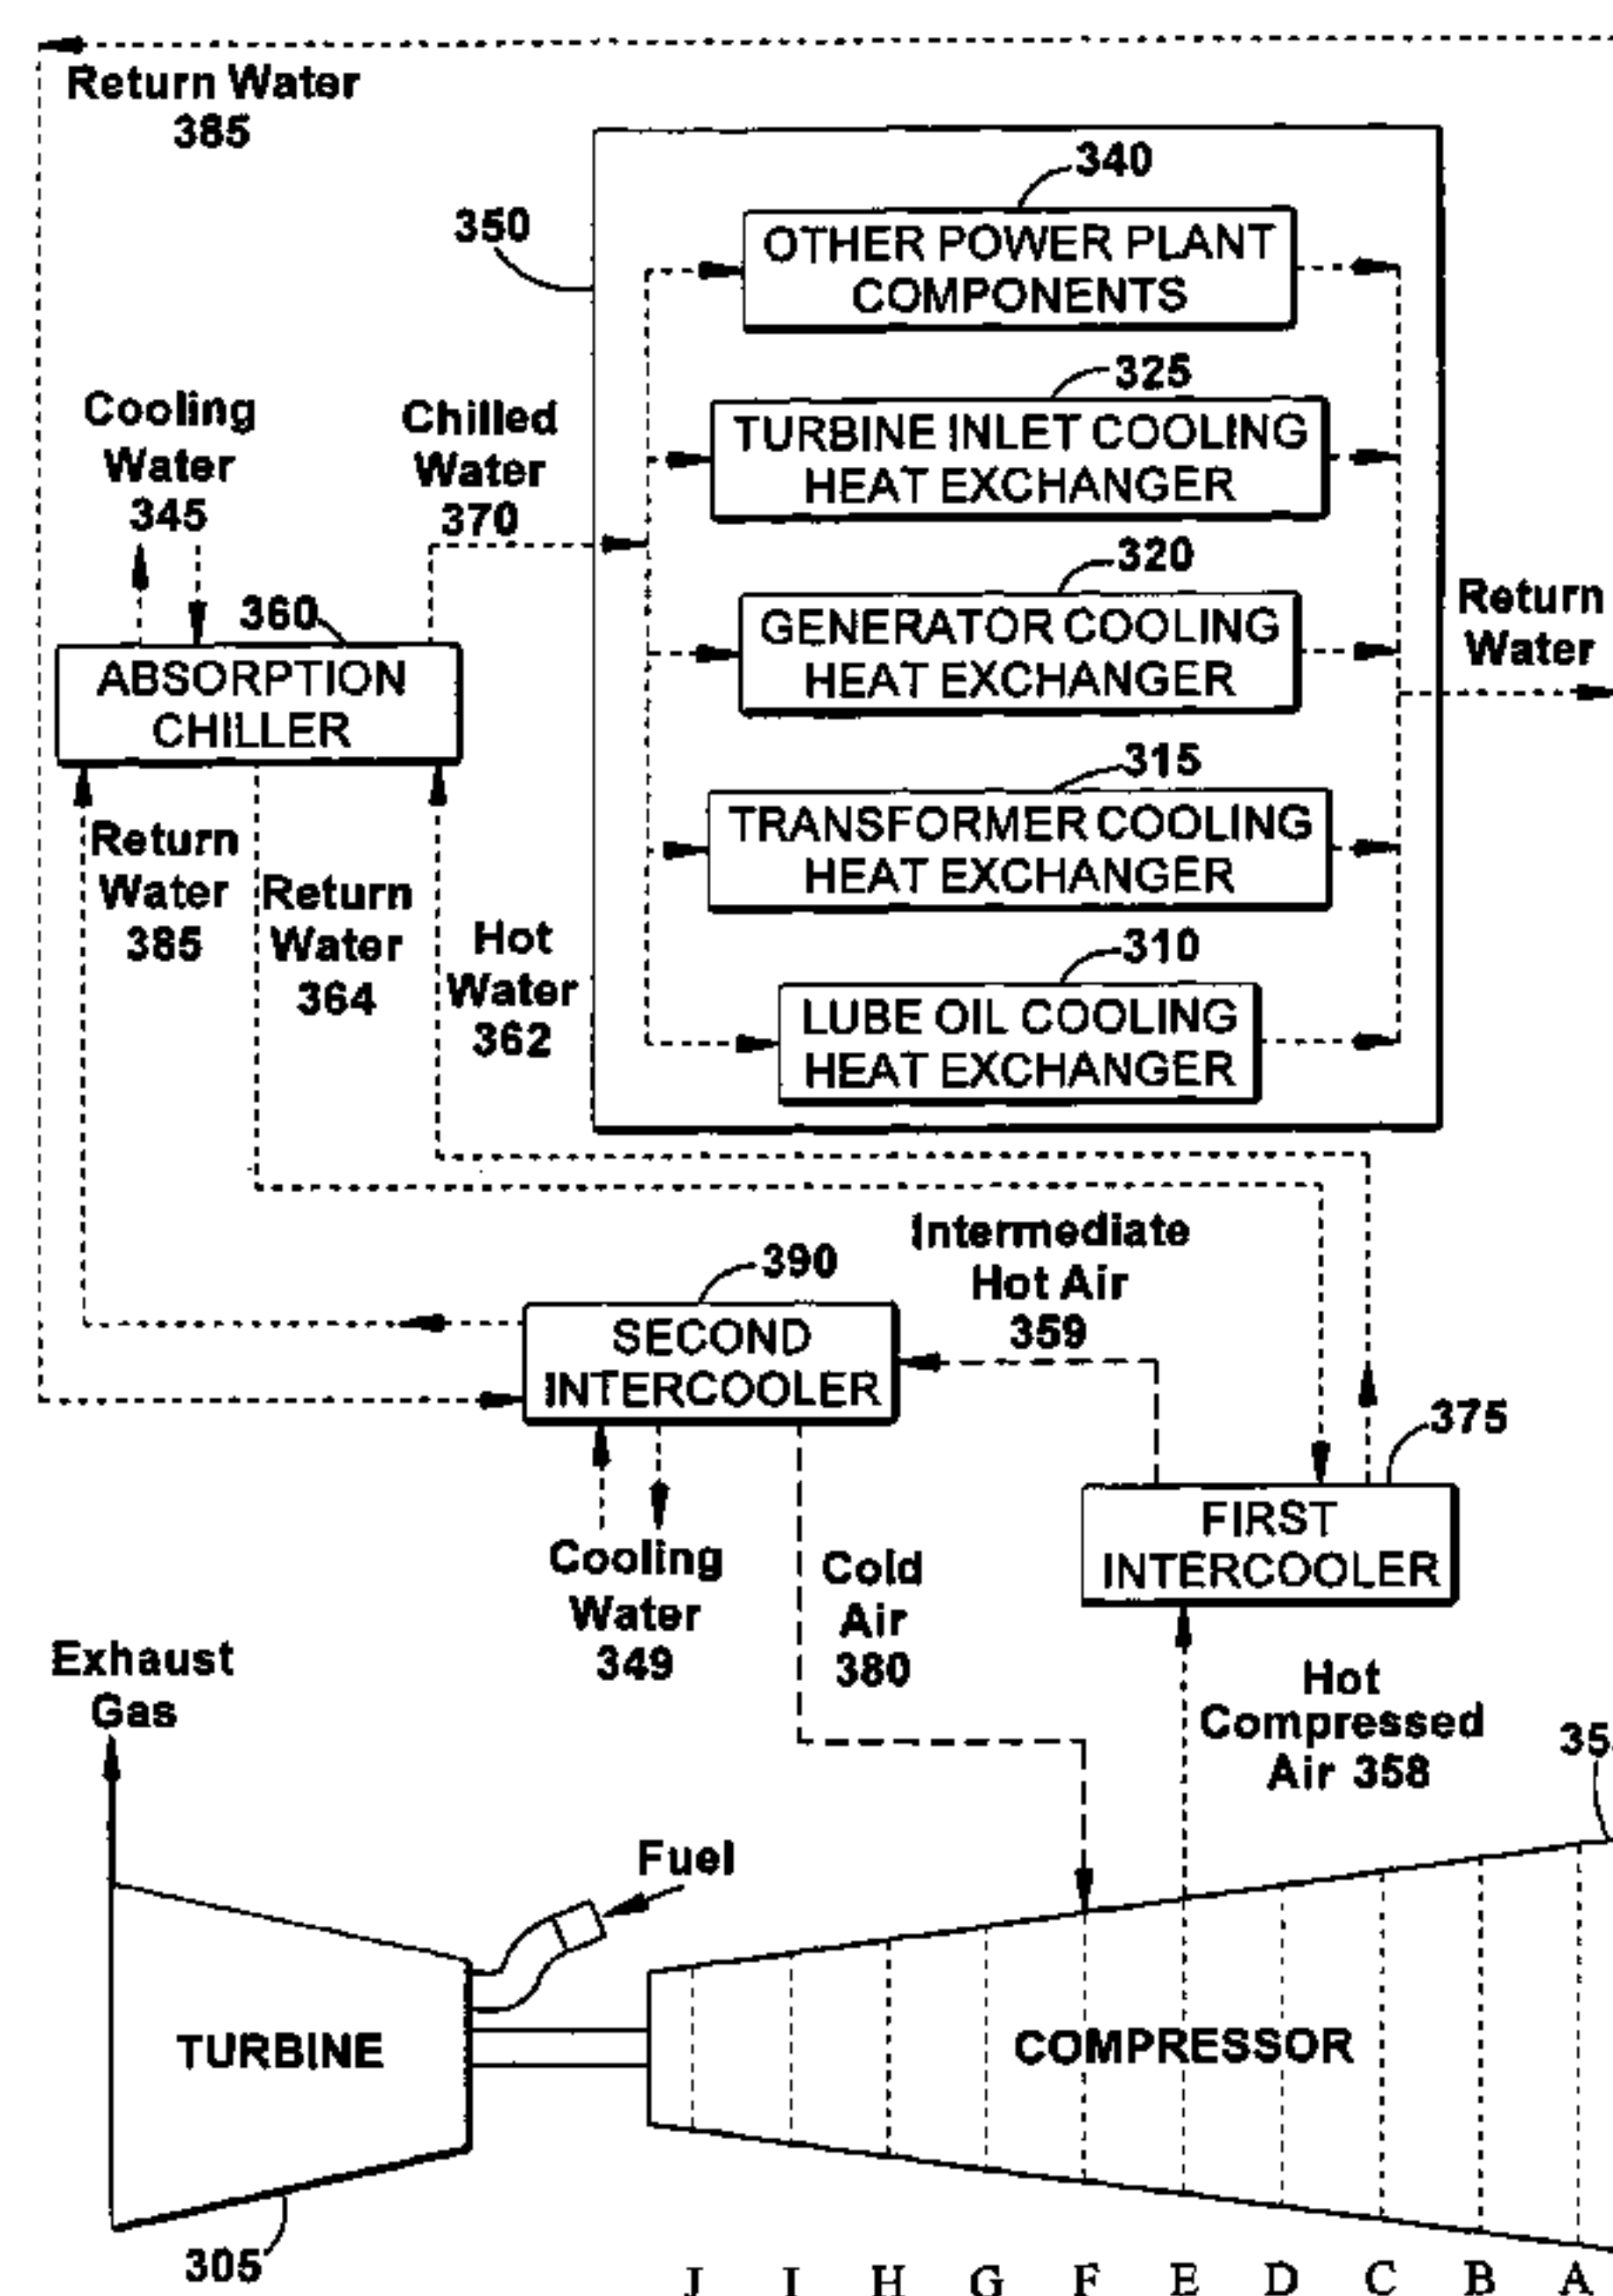 Return Water
385
340
350
OTHER POWER PLANT
COMPONENTS
325
Cooling
Water
345
Chilled
Water
370
TURBINE INLET COOLING
HEAT EXCHANGER
320
360
GENERATOR COOLING
HEAT EXCHANGER
Return
Water
ABSORPTION
CHILLER
315
TRANSFORMER COOLING
HEAT EXCHANGER
Return
Water
385
Return
Water
364
Hot
Water
362
310
LUBE OIL COOLING
HEAT EXCHANGER
Intermediate
Hot Air
359
390
SECOND
INTERCOOLER
375
FIRST
INTERCOOLER
Cooling
Water
349
Cold
Air
380
Hot
Compressed
Air 358
Exhaust
Gas
Fuel
TURBINE
COMPRESSOR
305
J I H G F E D C B A